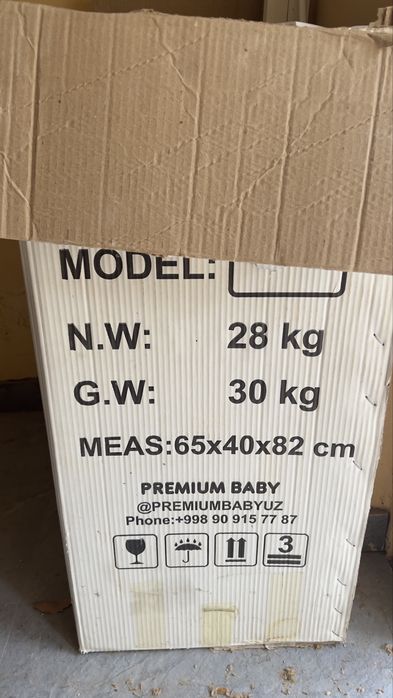 MODEL:
N.W: 28 kg
G.W: 30 kg
MEAS:65x40x82 cm
PREMIUM BABY
@PREMIUMBABYUZ
Phone:+998 90 915 77 87
3